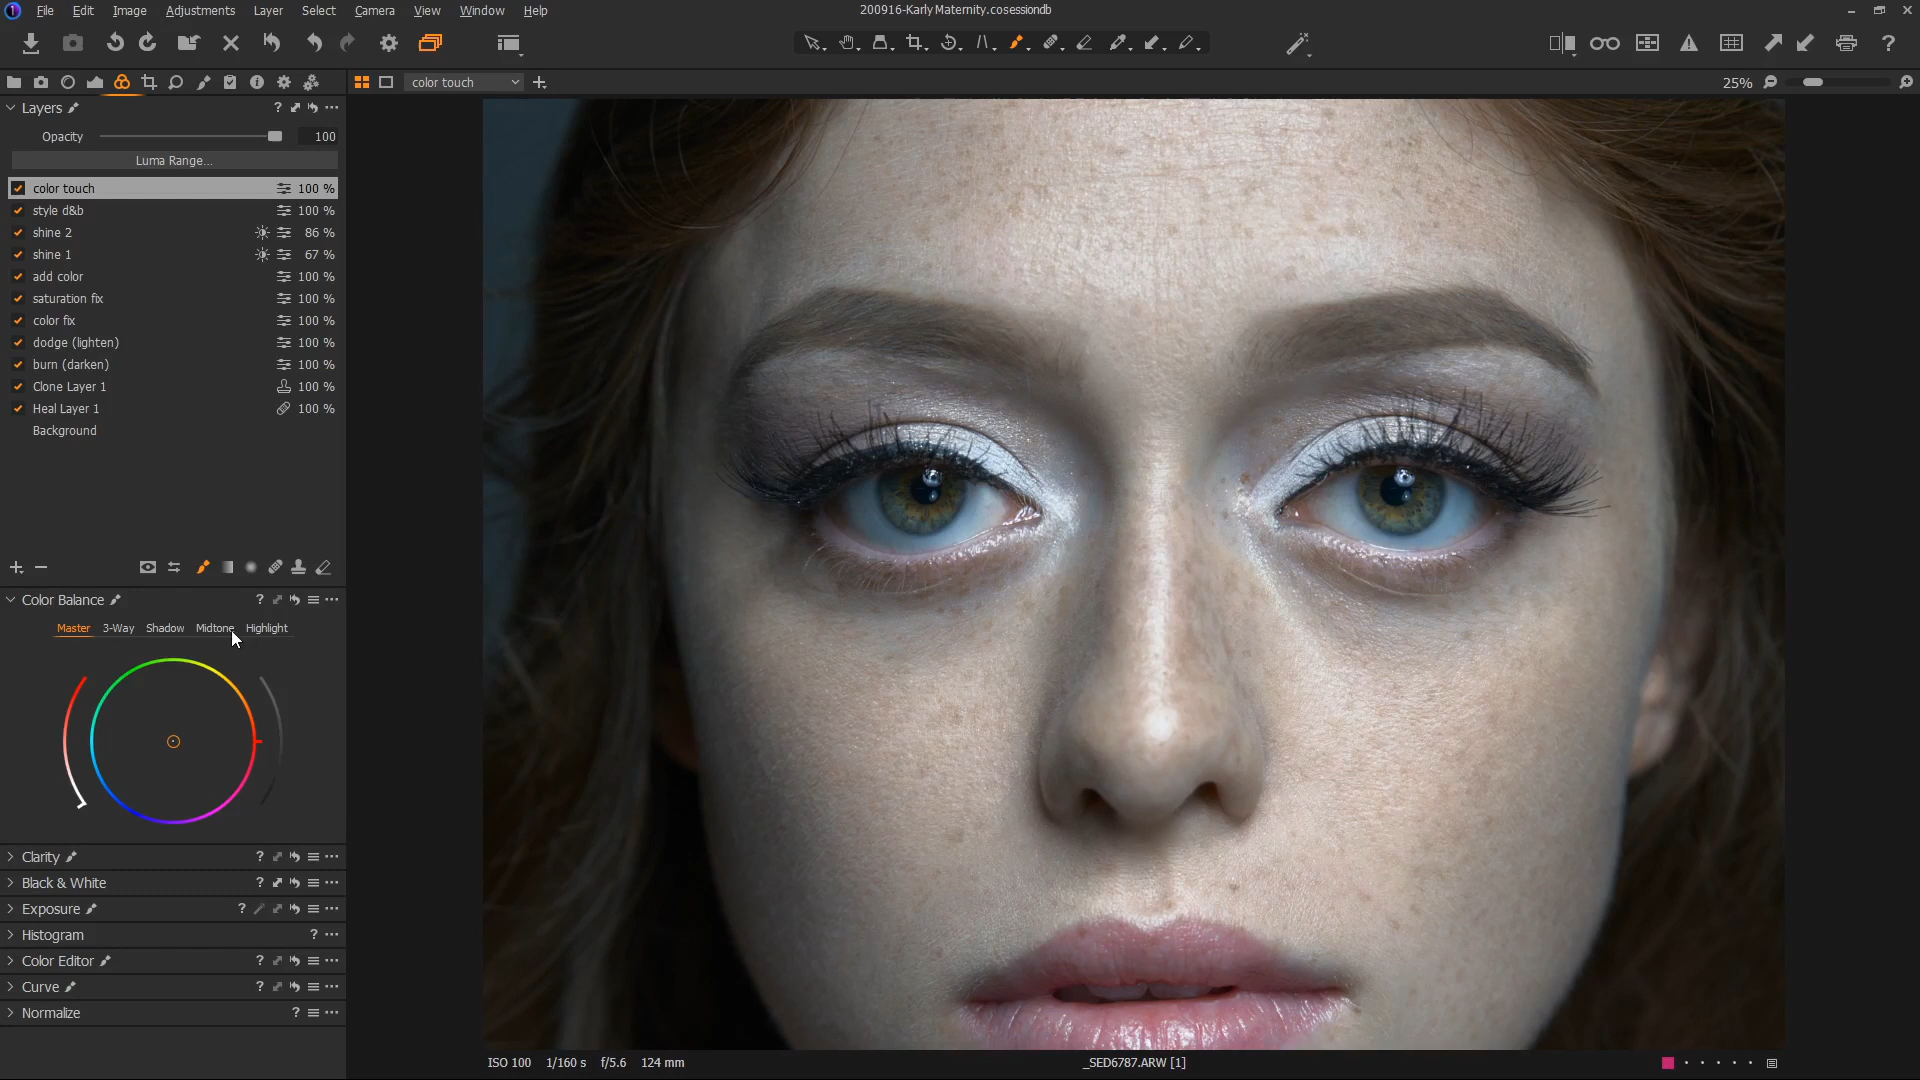 File Edit Image Adjustments Layer Select Camera View Window Help
200916-Karly Maternity.cosessiondb
color touch
25%
Layers
Opacity 100
Luma Range...
color touch 100 %
style d&b 100 %
shine 2 86 %
shine 1 67 %
add color 100 %
saturation fix 100 %
color fix 100 %
dodge (lighten) 100 %
burn (darken) 100 %
Clone Layer 1 100 %
Heal Layer 1 100 %
Background
Color Balance
Master 3-Way Shadow Midtone Highlight
Clarity
Black & White
Exposure
Histogram
Color Editor
Curve
Normalize
ISO 100 1/160 s f/5.6 124 mm
_SED6787.ARW [1]